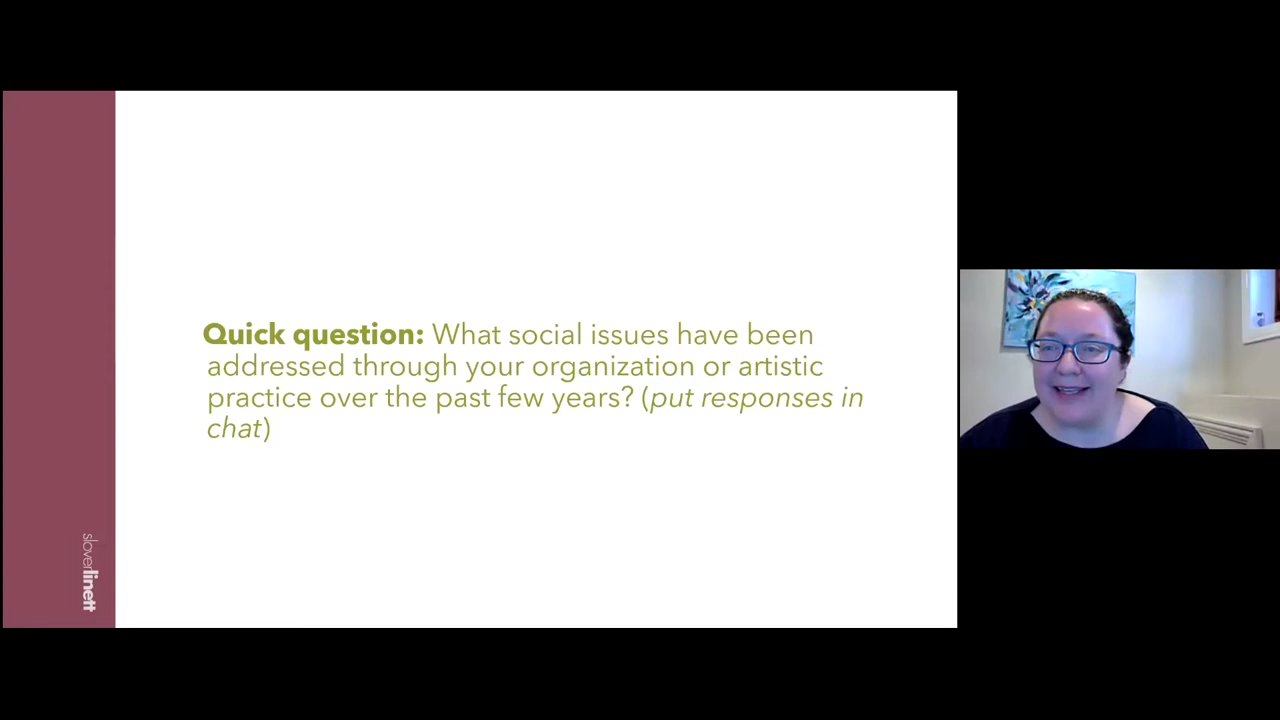 Quick question: What social issues have been
addressed through your organization or artistic
practice over the past few years? (put responses in
chat)
sloverlinett